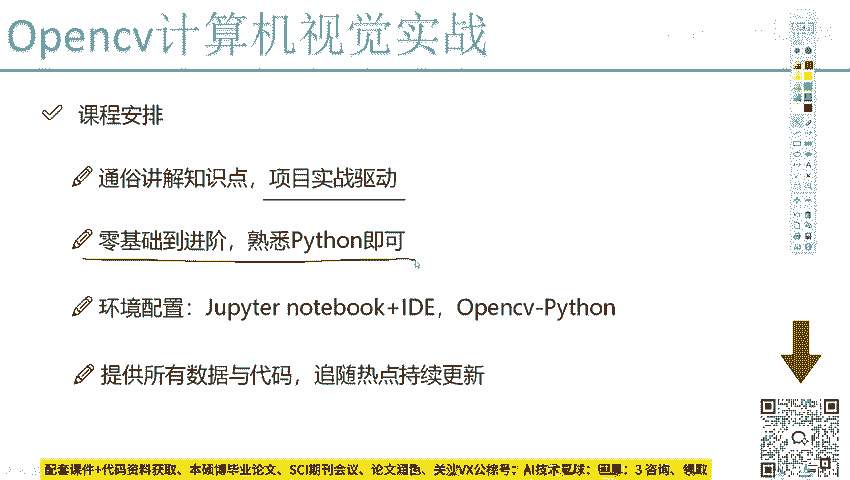 Opencv计算机视觉实战
课程安排
通俗讲解知识点，项目实战驱动
零基础到进阶，熟悉Python即可
环境配置：Jupyter notebook+IDE，Opencv-Python
提供所有数据与代码，追随热点持续更新
配套课件+代码资料获取、本硕博毕业论文、SCI期刊会议、论文润色、关注VX公棕号：AI技术星球：回复：3 咨询、领取